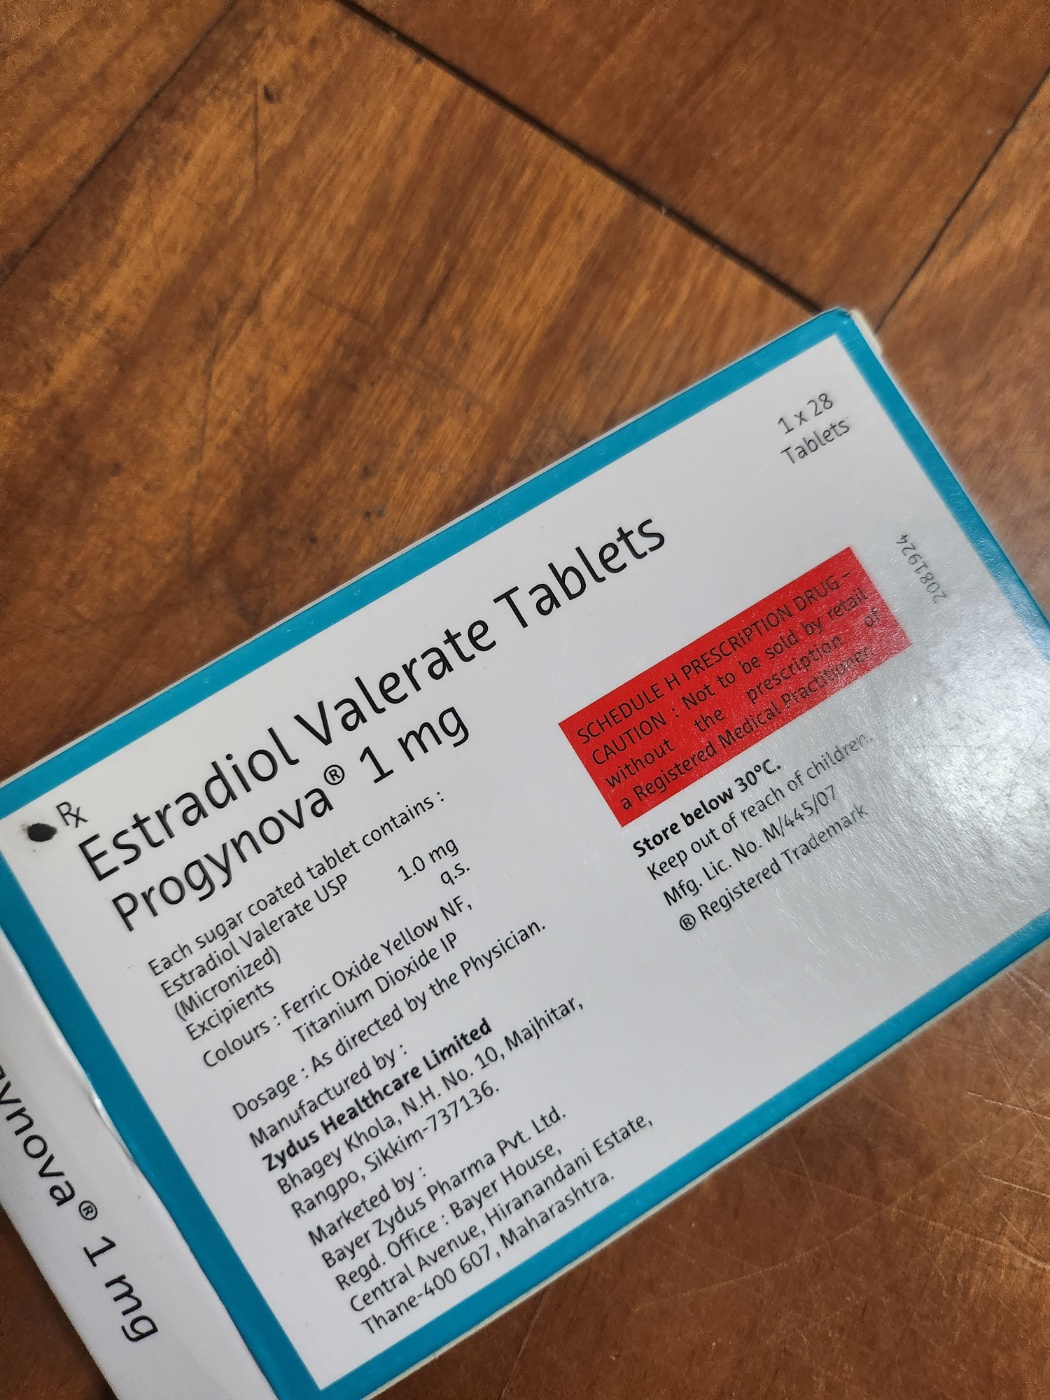 1 x 28
Tablets
Rx
Estradiol Valerate Tablets
Progynova® 1 mg
Each sugar coated tablet contains :
Estradiol Valerate USP 1.0 mg
(Micronized)
Excipients q.s.
Colours : Ferric Oxide Yellow NF,
Titanium Dioxide IP
Dosage : As directed by the Physician.
Manufactured by :
Zydus Healthcare Limited
Bhagey Khola, N.H. No. 10, Majhitar,
Rangpo, Sikkim-737136.
Marketed by :
Bayer Zydus Pharma Pvt. Ltd.
Regd. Office : Bayer House,
Central Avenue, Hiranandani Estate,
Thane-400 607, Maharashtra.
SCHEDULE H PRESCRIPTION DRUG –
CAUTION : Not to be sold by retail
without the prescription of
a Registered Medical Practitioner.
Store below 30°C.
Keep out of reach of children.
Mfg. Lic. No. M/445/07
® Registered Trademark
2081924
gynova® 1 mg